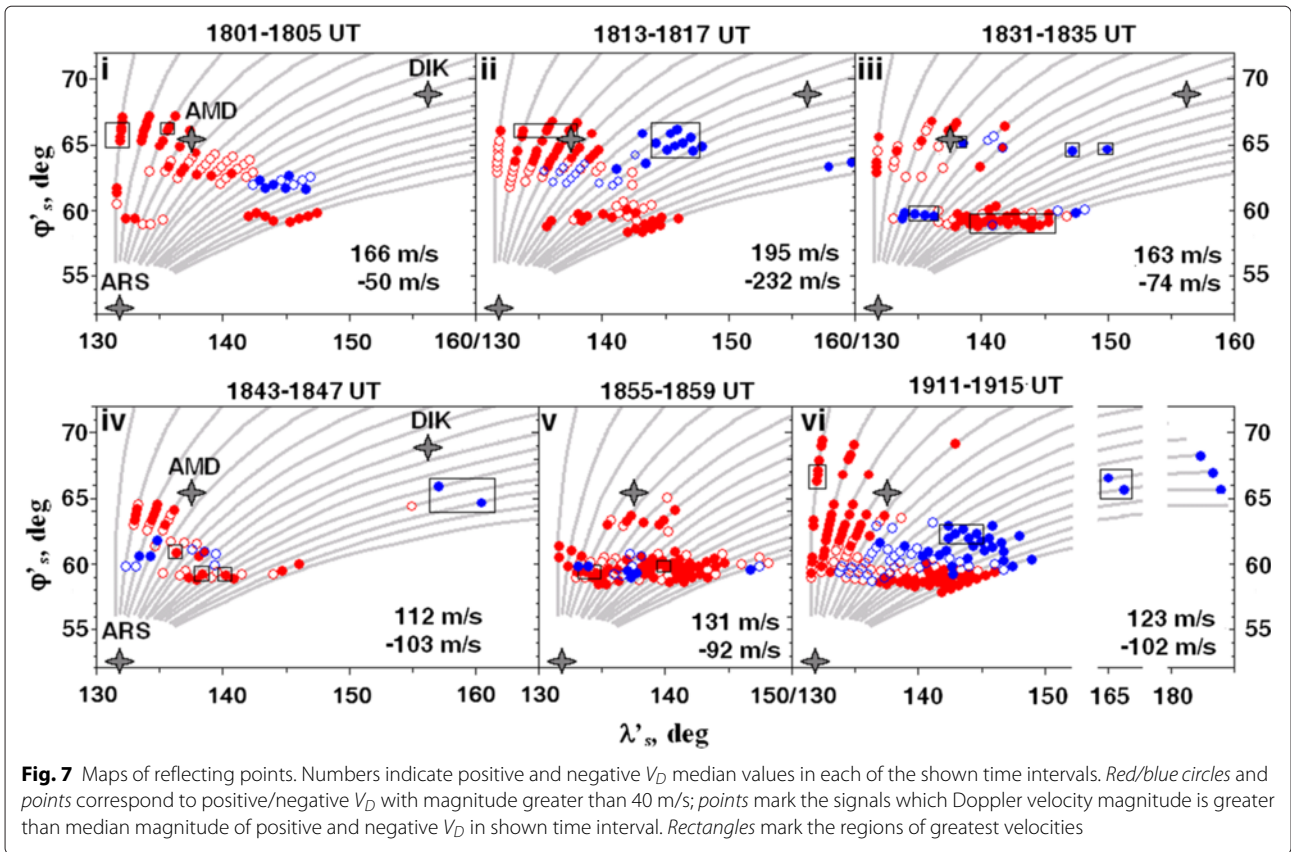 1801-1805 UT 1813-1817 UT 1831-1835 UT
i ii iii
70 70
65 65
60 60
55 55
φ's, deg
DIK
AMD
ARS
166 m/s 195 m/s 163 m/s
-50 m/s -232 m/s -74 m/s
130 140 150 160/130 140 150 160/130 140 150 160
1843-1847 UT 1855-1859 UT 1911-1915 UT
iv v vi
70 70
65 65
60 60
55 55
φ's, deg
DIK
AMD
ARS
112 m/s 131 m/s 123 m/s
-103 m/s -92 m/s -102 m/s
130 140 150 160 130 140 150/130 140 150 165 180
λ's, deg
Fig. 7 Maps of reflecting points. Numbers indicate positive and negative VD median values in each of the shown time intervals. Red/blue circles and
points correspond to positive/negative VD with magnitude greater than 40 m/s; points mark the signals which Doppler velocity magnitude is greater
than median magnitude of positive and negative VD in shown time interval. Rectangles mark the regions of greatest velocities